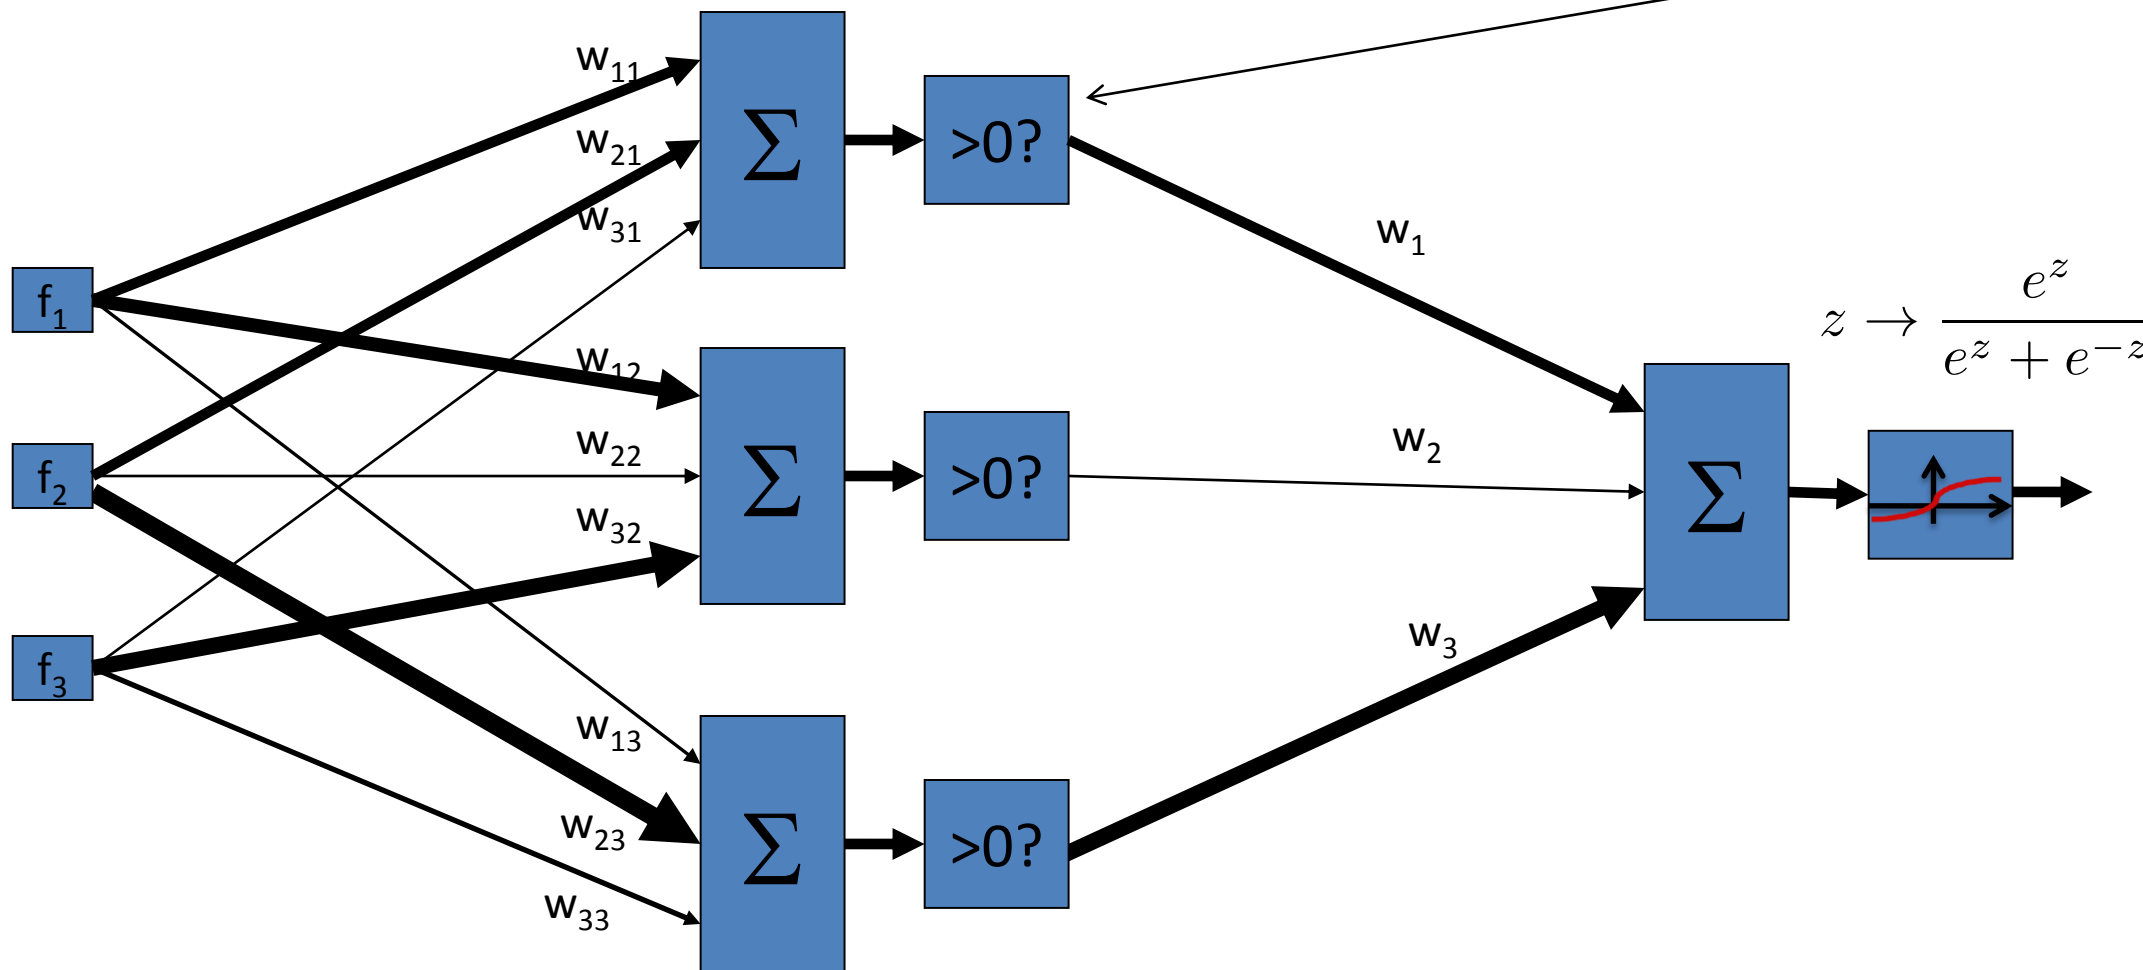 w₁₁
w₂₁
w₃₁
f₁
w₁₂
w₂₂
f₂
w₃₂
f₃
w₁₃
w₂₃
w₃₃
Σ
>0?
Σ
>0?
Σ
>0?
w₁
w₂
w₃
Σ
z → e^z / (e^z + e^{-z})